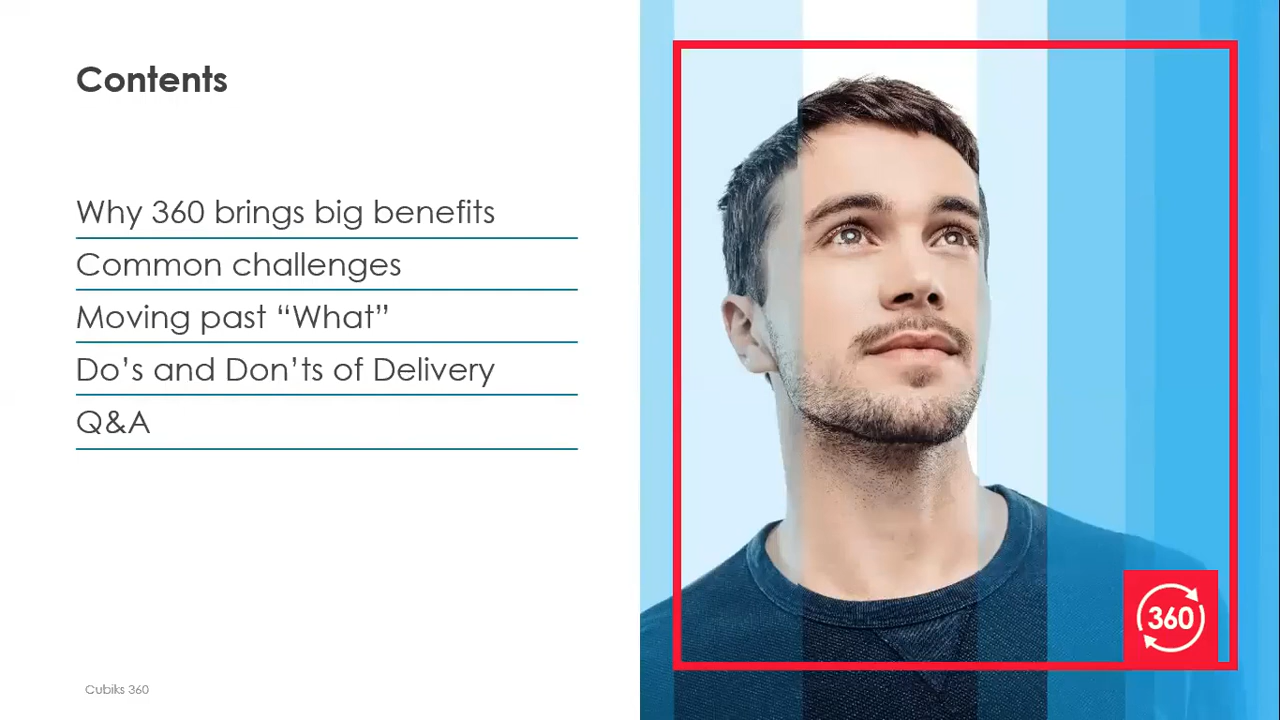 Contents
Why 360 brings big benefits
Common challenges
Moving past “What”
Do’s and Don’ts of Delivery
Q&A
360
Cubiks 360